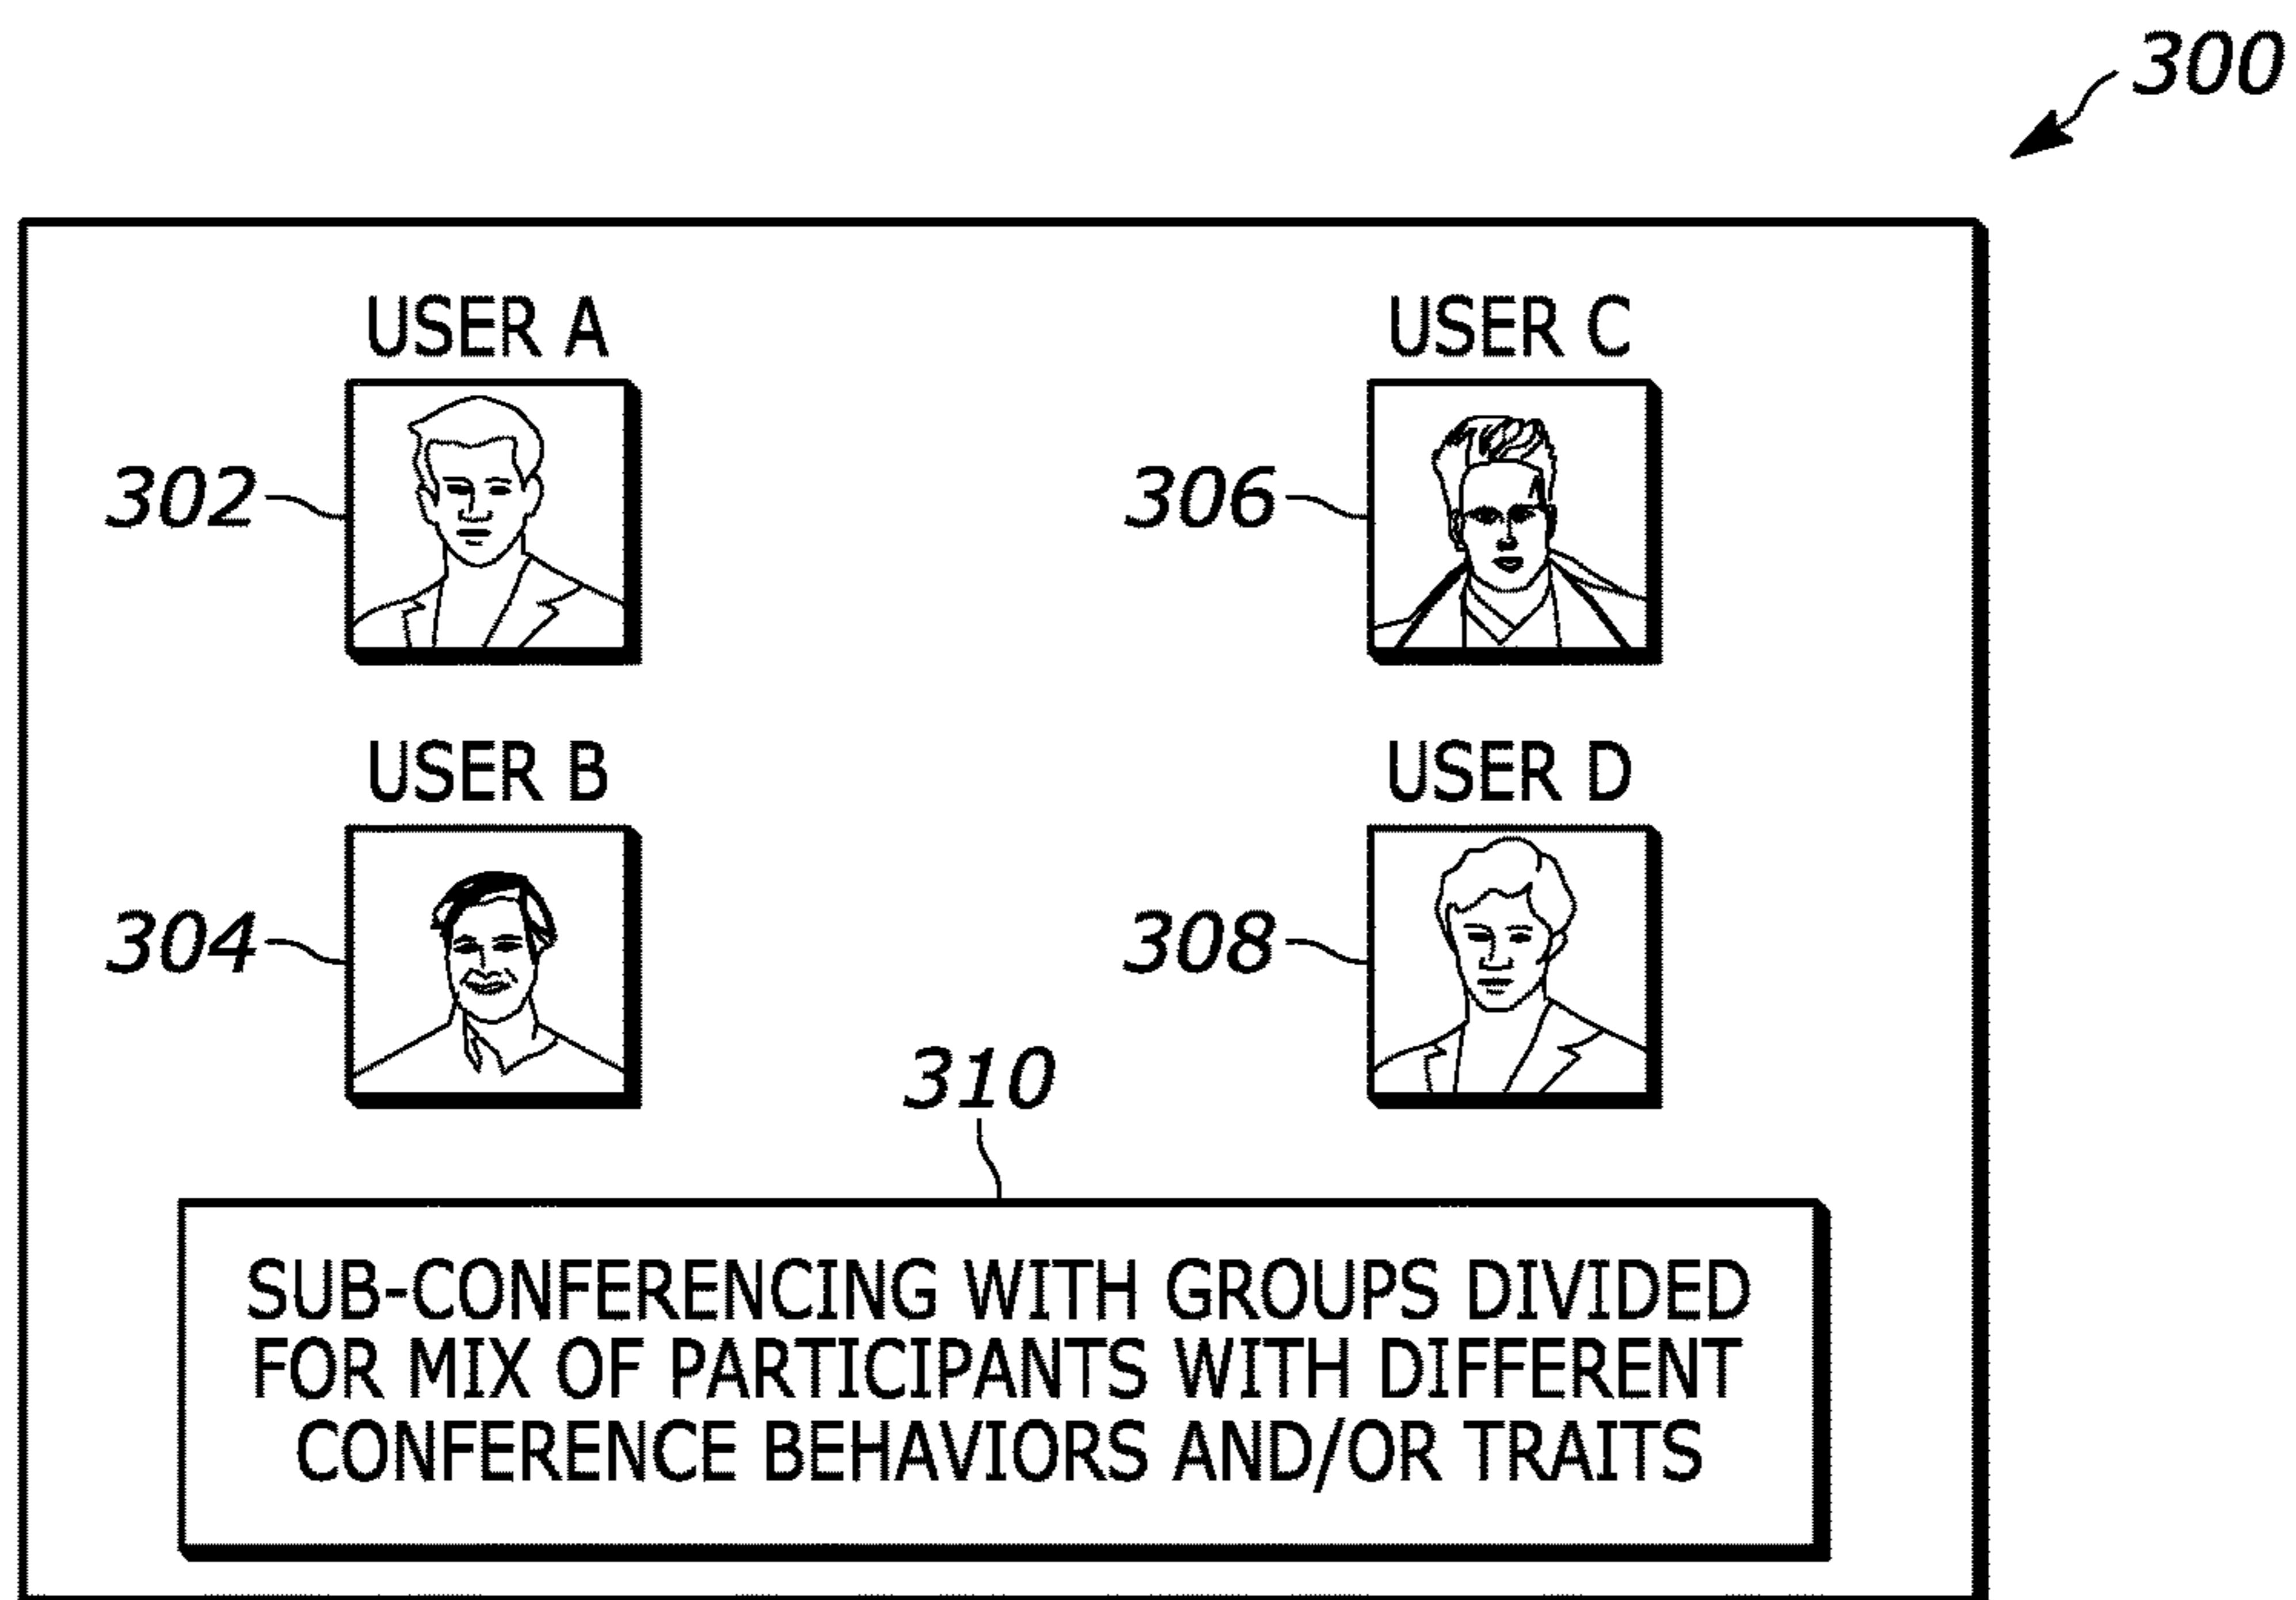 300
USER A
USER C
302
306
USER B
USER D
304
308
310
SUB-CONFERENCING WITH GROUPS DIVIDED
FOR MIX OF PARTICIPANTS WITH DIFFERENT
CONFERENCE BEHAVIORS AND/OR TRAITS